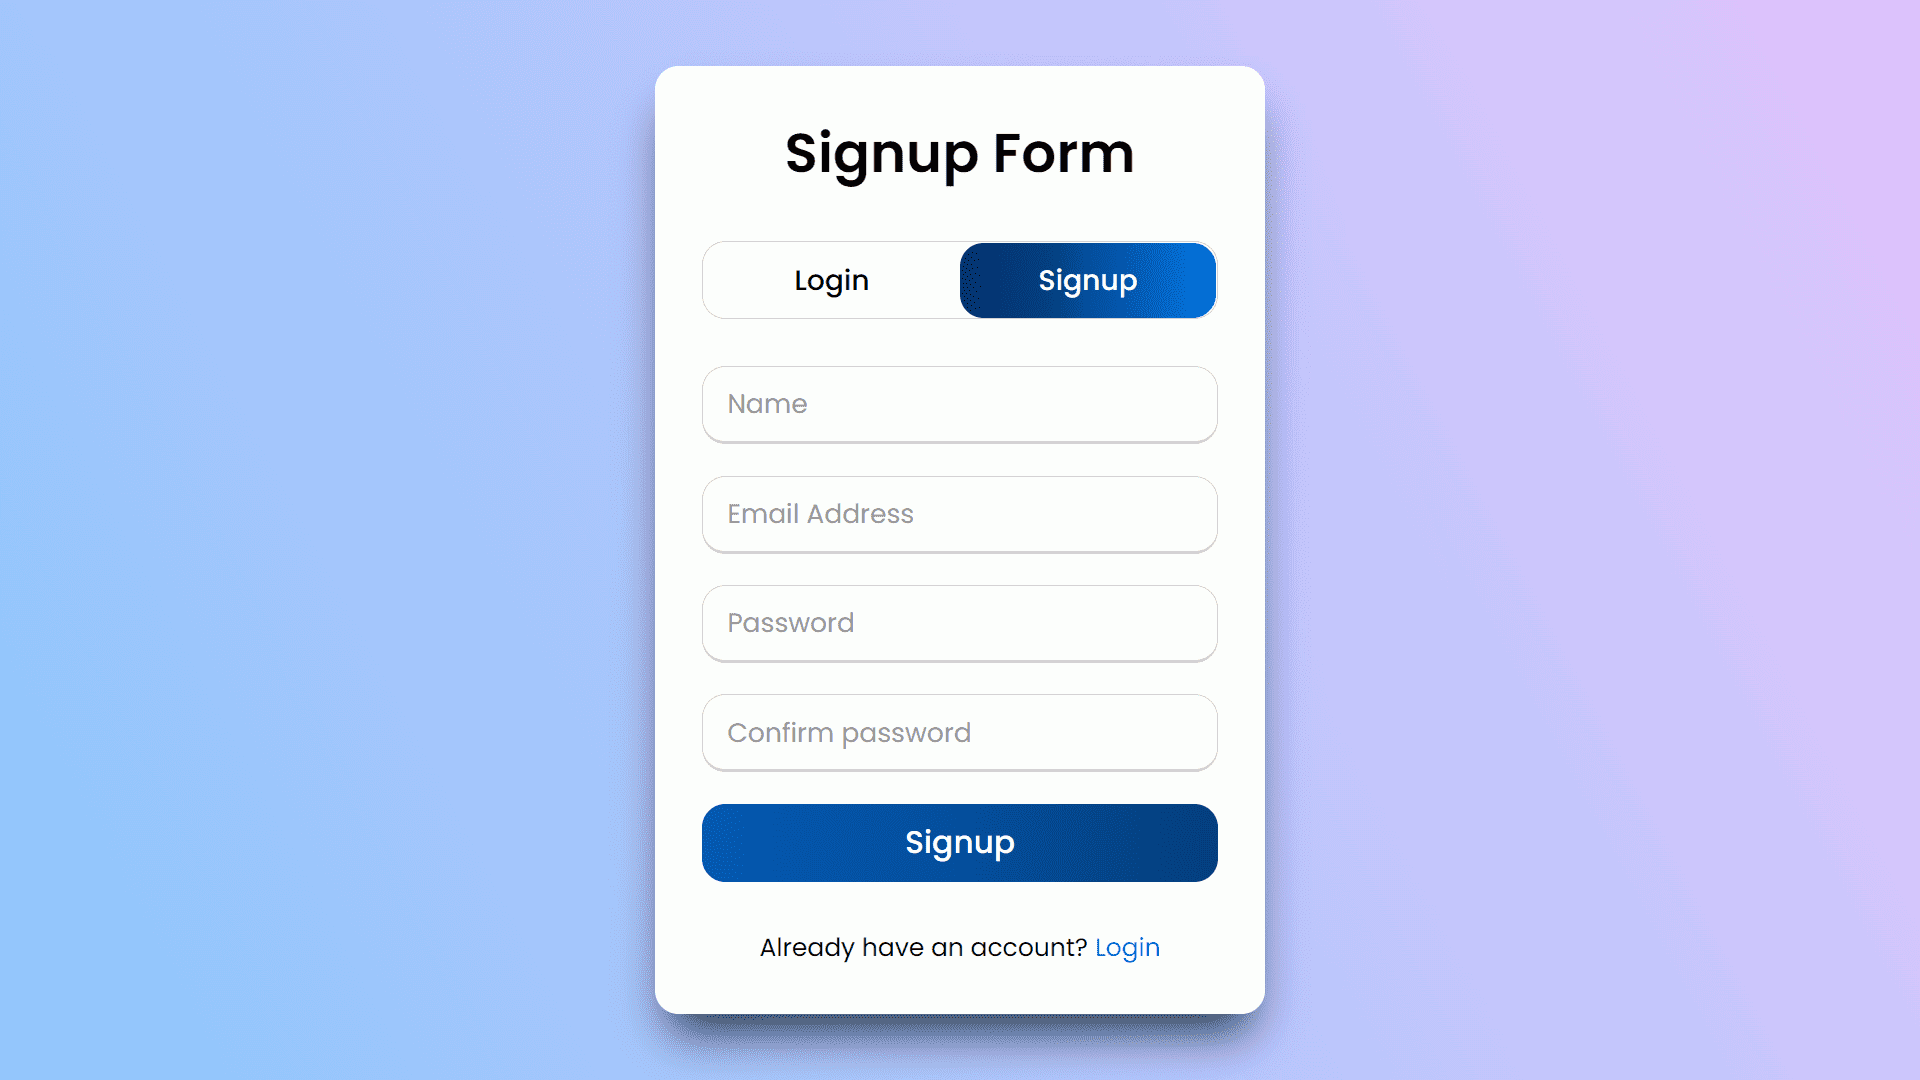 Signup Form
Login Signup
Name
Email Address
Password
Confirm password
Signup
Already have an account? Login